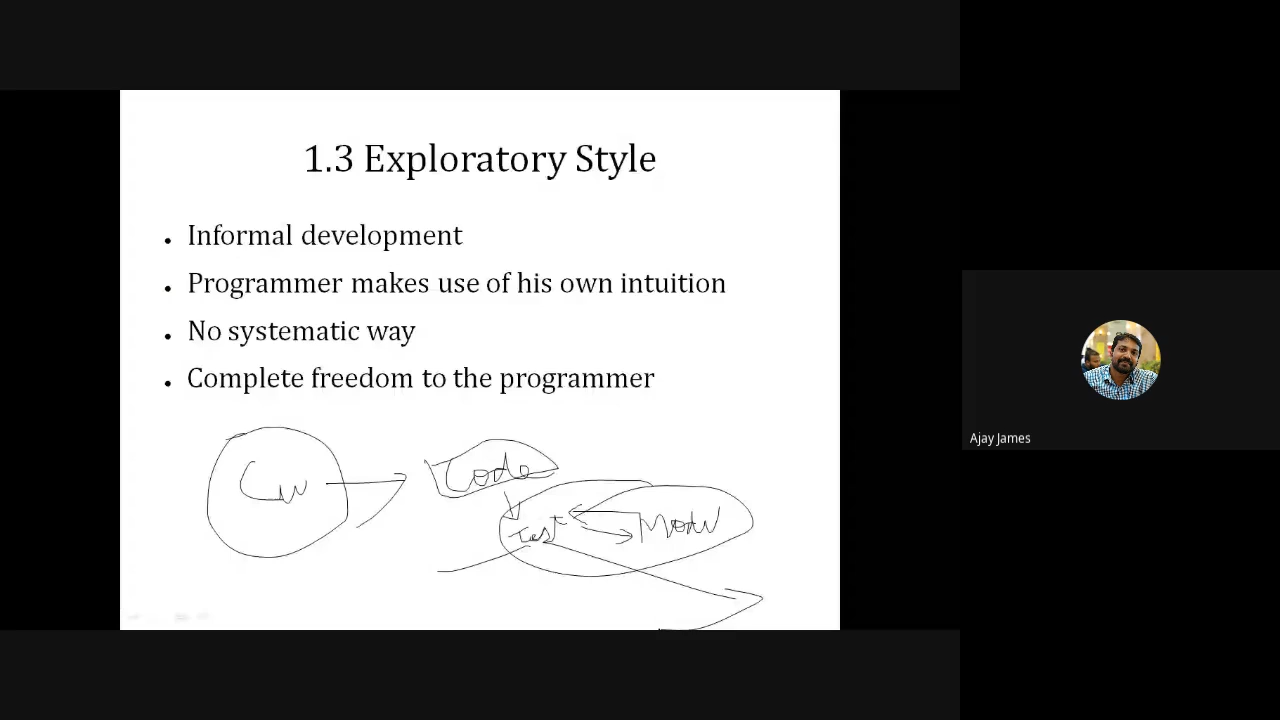 1.3 Exploratory Style
• Informal development
• Programmer makes use of his own intuition
• No systematic way
• Complete freedom to the programmer
Code
Test
Ajay James